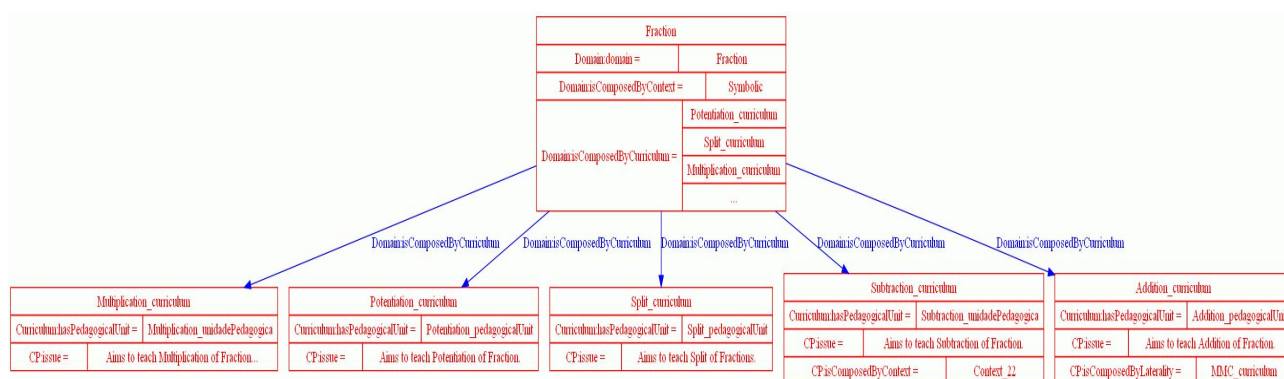 Fraction
Domain:domain = Fraction
Domain:isComposedByContext = Symbolic
Domain:isComposedByCurriculum =
Potentiation_curriculum
Split_curriculum
Multiplication_curriculum
...
Domain:isComposedByCurriculum Domain:isComposedByCurriculum Domain:isComposedByCurriculum Domain:isComposedByCurriculum Domain:isComposedByCurriculum
Multiplication_curriculum
Curriculum:hasPedagogicalUnit = Multiplication_unidadePedagogica
CP:issue = Aims to teach Multiplication of Fraction...
Potentiation_curriculum
Curriculum:hasPedagogicalUnit = Potentiation_pedagogicalUnit
CP:issue = Aims to teach Potentiation of Fraction.
Split_curriculum
Curriculum:hasPedagogicalUnit = Split_pedagogicalUnit
CP:issue = Aims to teach Split of Fractions.
Subtraction_curriculum
Curriculum:hasPedagogicalUnit = Subtraction_unidadePedagogica
CP:issue = Aims to teach Subtraction of Fraction.
CP:isComposedByContext = Context_22
Addition_curriculum
Curriculum:hasPedagogicalUnit = Addition_pedagogicalUnit
CP:issue = Aims to teach Addition of Fraction.
CP:isComposedByLaterality = MMC_curriculum